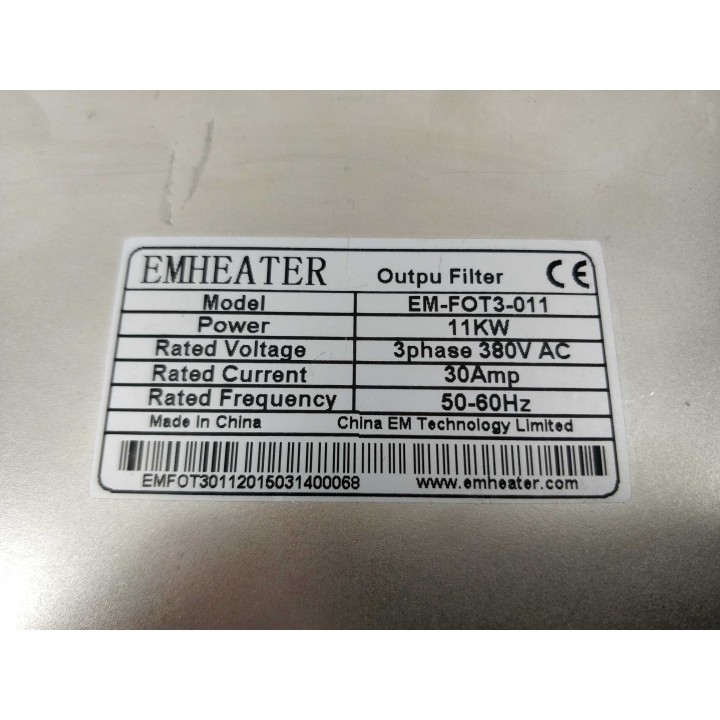 EMHEATER Outpu Filter CE
Model EM-FOT3-011
Power 11KW
Rated Voltage 3phase 380V AC
Rated Current 30Amp
Rated Frequency 50-60Hz
Made In China China EM Technology Limited
EMFOT30112015031400068 www.emheater.com